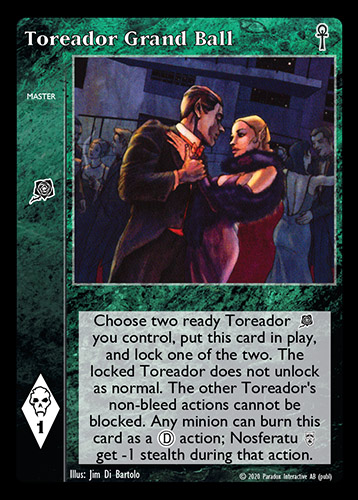 Toreador Grand Ball
MASTER
Choose two ready Toreador
you control, put this card in play,
and lock one of the two. The
locked Toreador does not unlock
as normal. The other Toreador's
non-bleed actions cannot be
blocked. Any minion can burn this
card as a D action; Nosferatu
get -1 stealth during that action.
1
Illus: Jim Di Bartolo
© 2020 Paradox Interactive AB (publ)